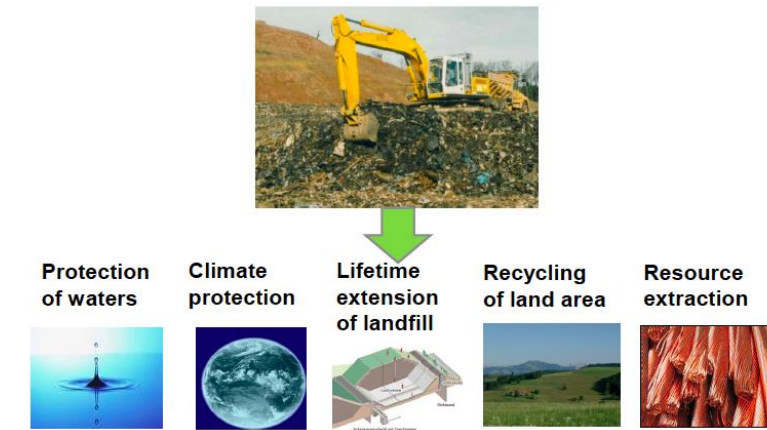 Protection
of waters
Climate
protection
Lifetime
extension
of landfill
Recycling
of land area
Resource
extraction